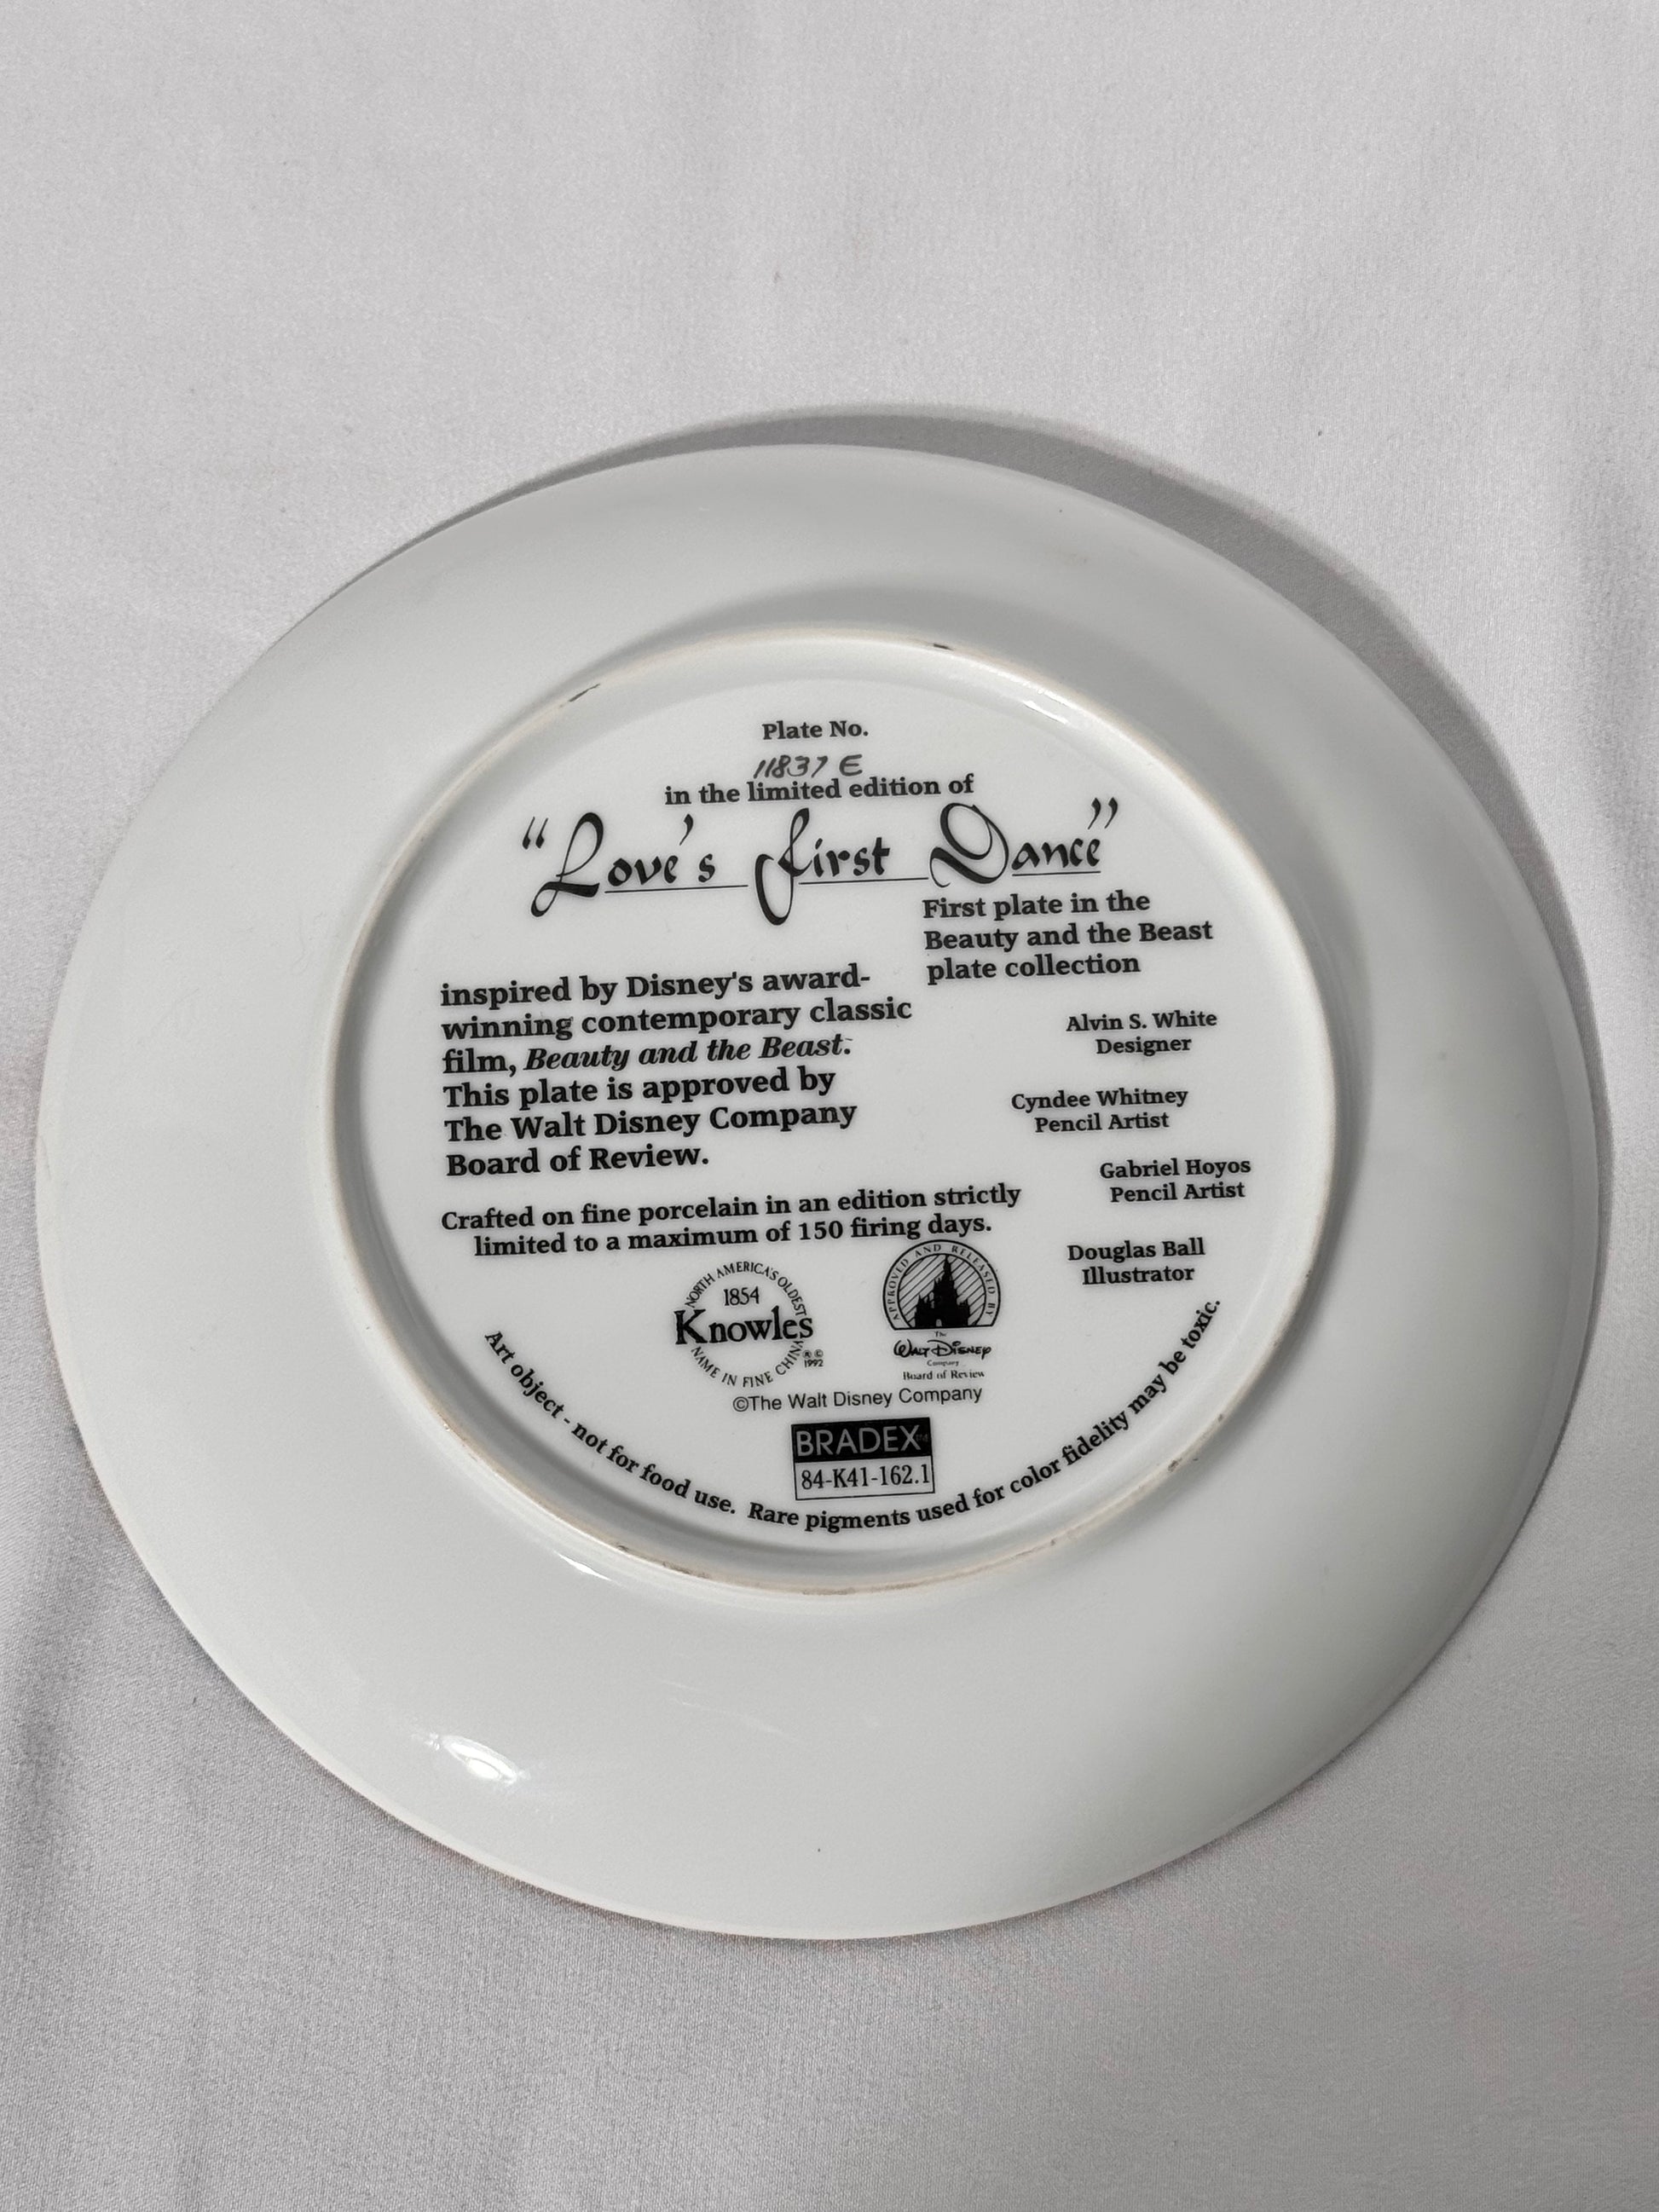 Plate No.
11837 E
in the limited edition of
"Love's First Dance"
First plate in the
Beauty and the Beast
plate collection
inspired by Disney's award-
winning contemporary classic
film, Beauty and the Beast.
This plate is approved by
The Walt Disney Company
Board of Review.
Alvin S. White
Designer
Cyndee Whitney
Pencil Artist
Gabriel Hoyos
Pencil Artist
Douglas Ball
Illustrator
Crafted on fine porcelain in an edition strictly
limited to a maximum of 150 firing days.
NORTH AMERICA'S OLDEST
1854
Knowles
NAME IN FINE CHINA
®©
1992
APPROVED AND RELEASED BY
The
WALT DISNEY
Company
Board of Review
©The Walt Disney Company
BRADEX™
84-K41-162.1
Art object - not for food use. Rare pigments used for color fidelity may be toxic.